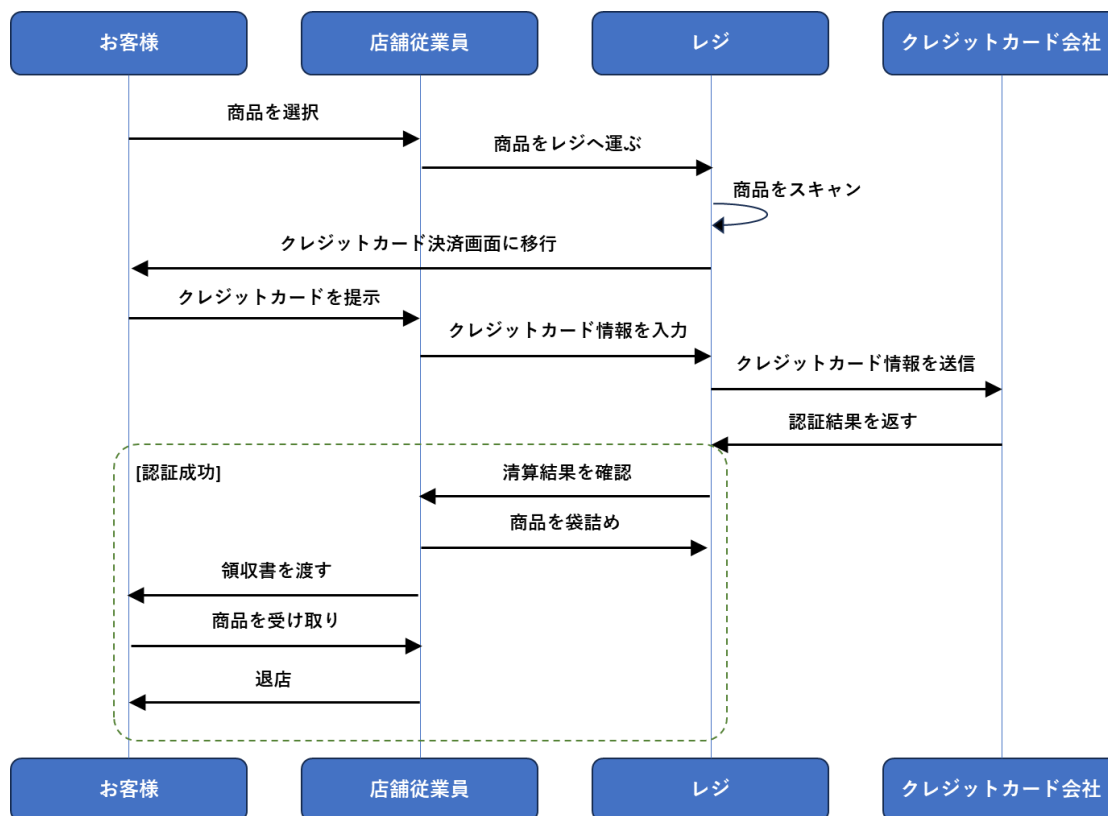 お客様
店舗従業員
レジ
クレジットカード会社
商品を選択
商品をレジへ運ぶ
商品をスキャン
クレジットカード決済画面に移行
クレジットカードを提示
クレジットカード情報を入力
クレジットカード情報を送信
認証結果を返す
[認証成功]
清算結果を確認
商品を袋詰め
領収書を渡す
商品を受け取り
退店
お客様
店舗従業員
レジ
クレジットカード会社